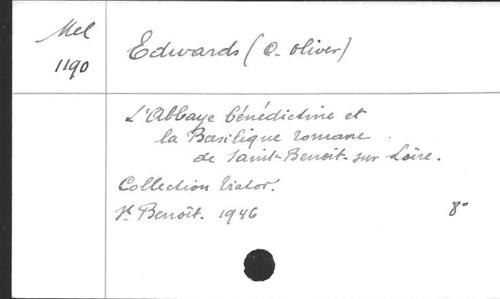 Mel
1190
Edwards (C. Oliver)
L'Abbaye bénédictine et
la Basilique romane
de Saint-Benoît-sur Loire.
Collection Viator.
St Benoît. 1946 8°